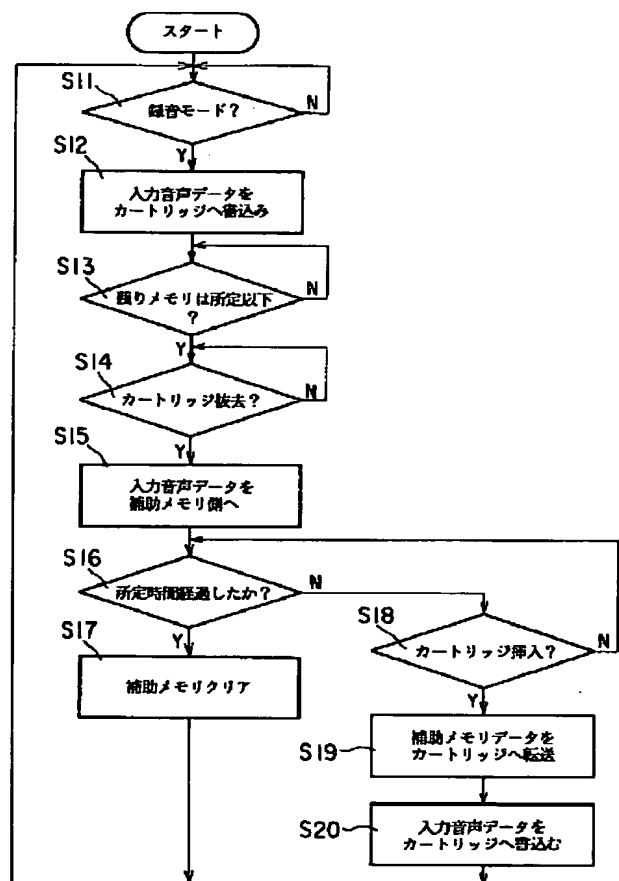 スタート
S11
録音モード?
N
Y
S12
入力音声データを
カートリッジへ書込み
S13
残りメモリは所定以下
?
N
Y
S14
カートリッジ抜去?
N
Y
S15
入力音声データを
補助メモリ側へ
S16
所定時間経過したか?
N
Y
S17
補助メモリクリア
S18
カートリッジ挿入?
N
Y
S19
補助メモリデータを
カートリッジへ転送
S20
入力音声データを
カートリッジへ書込む